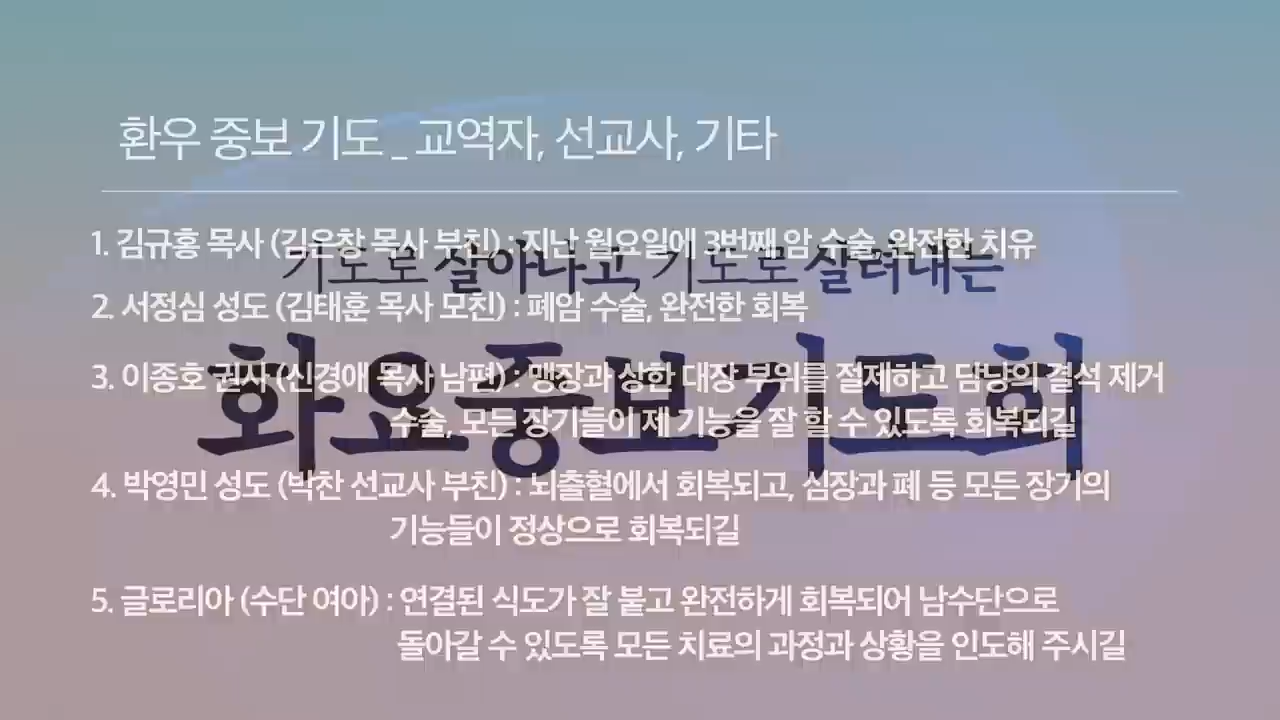 환우 중보 기도 _ 교역자, 선교사, 기타
1. 김규홍 목사 (김은창 목사 부친) : 지난 월요일에 3번째 암 수술, 완전한 치유
기도로 살아나고, 기도로 살려내는
2. 서정심 성도 (김태훈 목사 모친) : 폐암 수술, 완전한 회복
화요중보기도회
3. 이종호 권사 (신경애 목사 남편) : 맹장과 상한 대장 부위를 절제하고 담낭의 결석 제거
수술, 모든 장기들이 제 기능을 잘 할 수 있도록 회복되길
4. 박영민 성도 (박찬 선교사 부친) : 뇌출혈에서 회복되고, 심장과 폐 등 모든 장기의
기능들이 정상으로 회복되길
5. 글로리아 (수단 여아) : 연결된 식도가 잘 붙고 완전하게 회복되어 남수단으로
돌아갈 수 있도록 모든 치료의 과정과 상황을 인도해 주시길